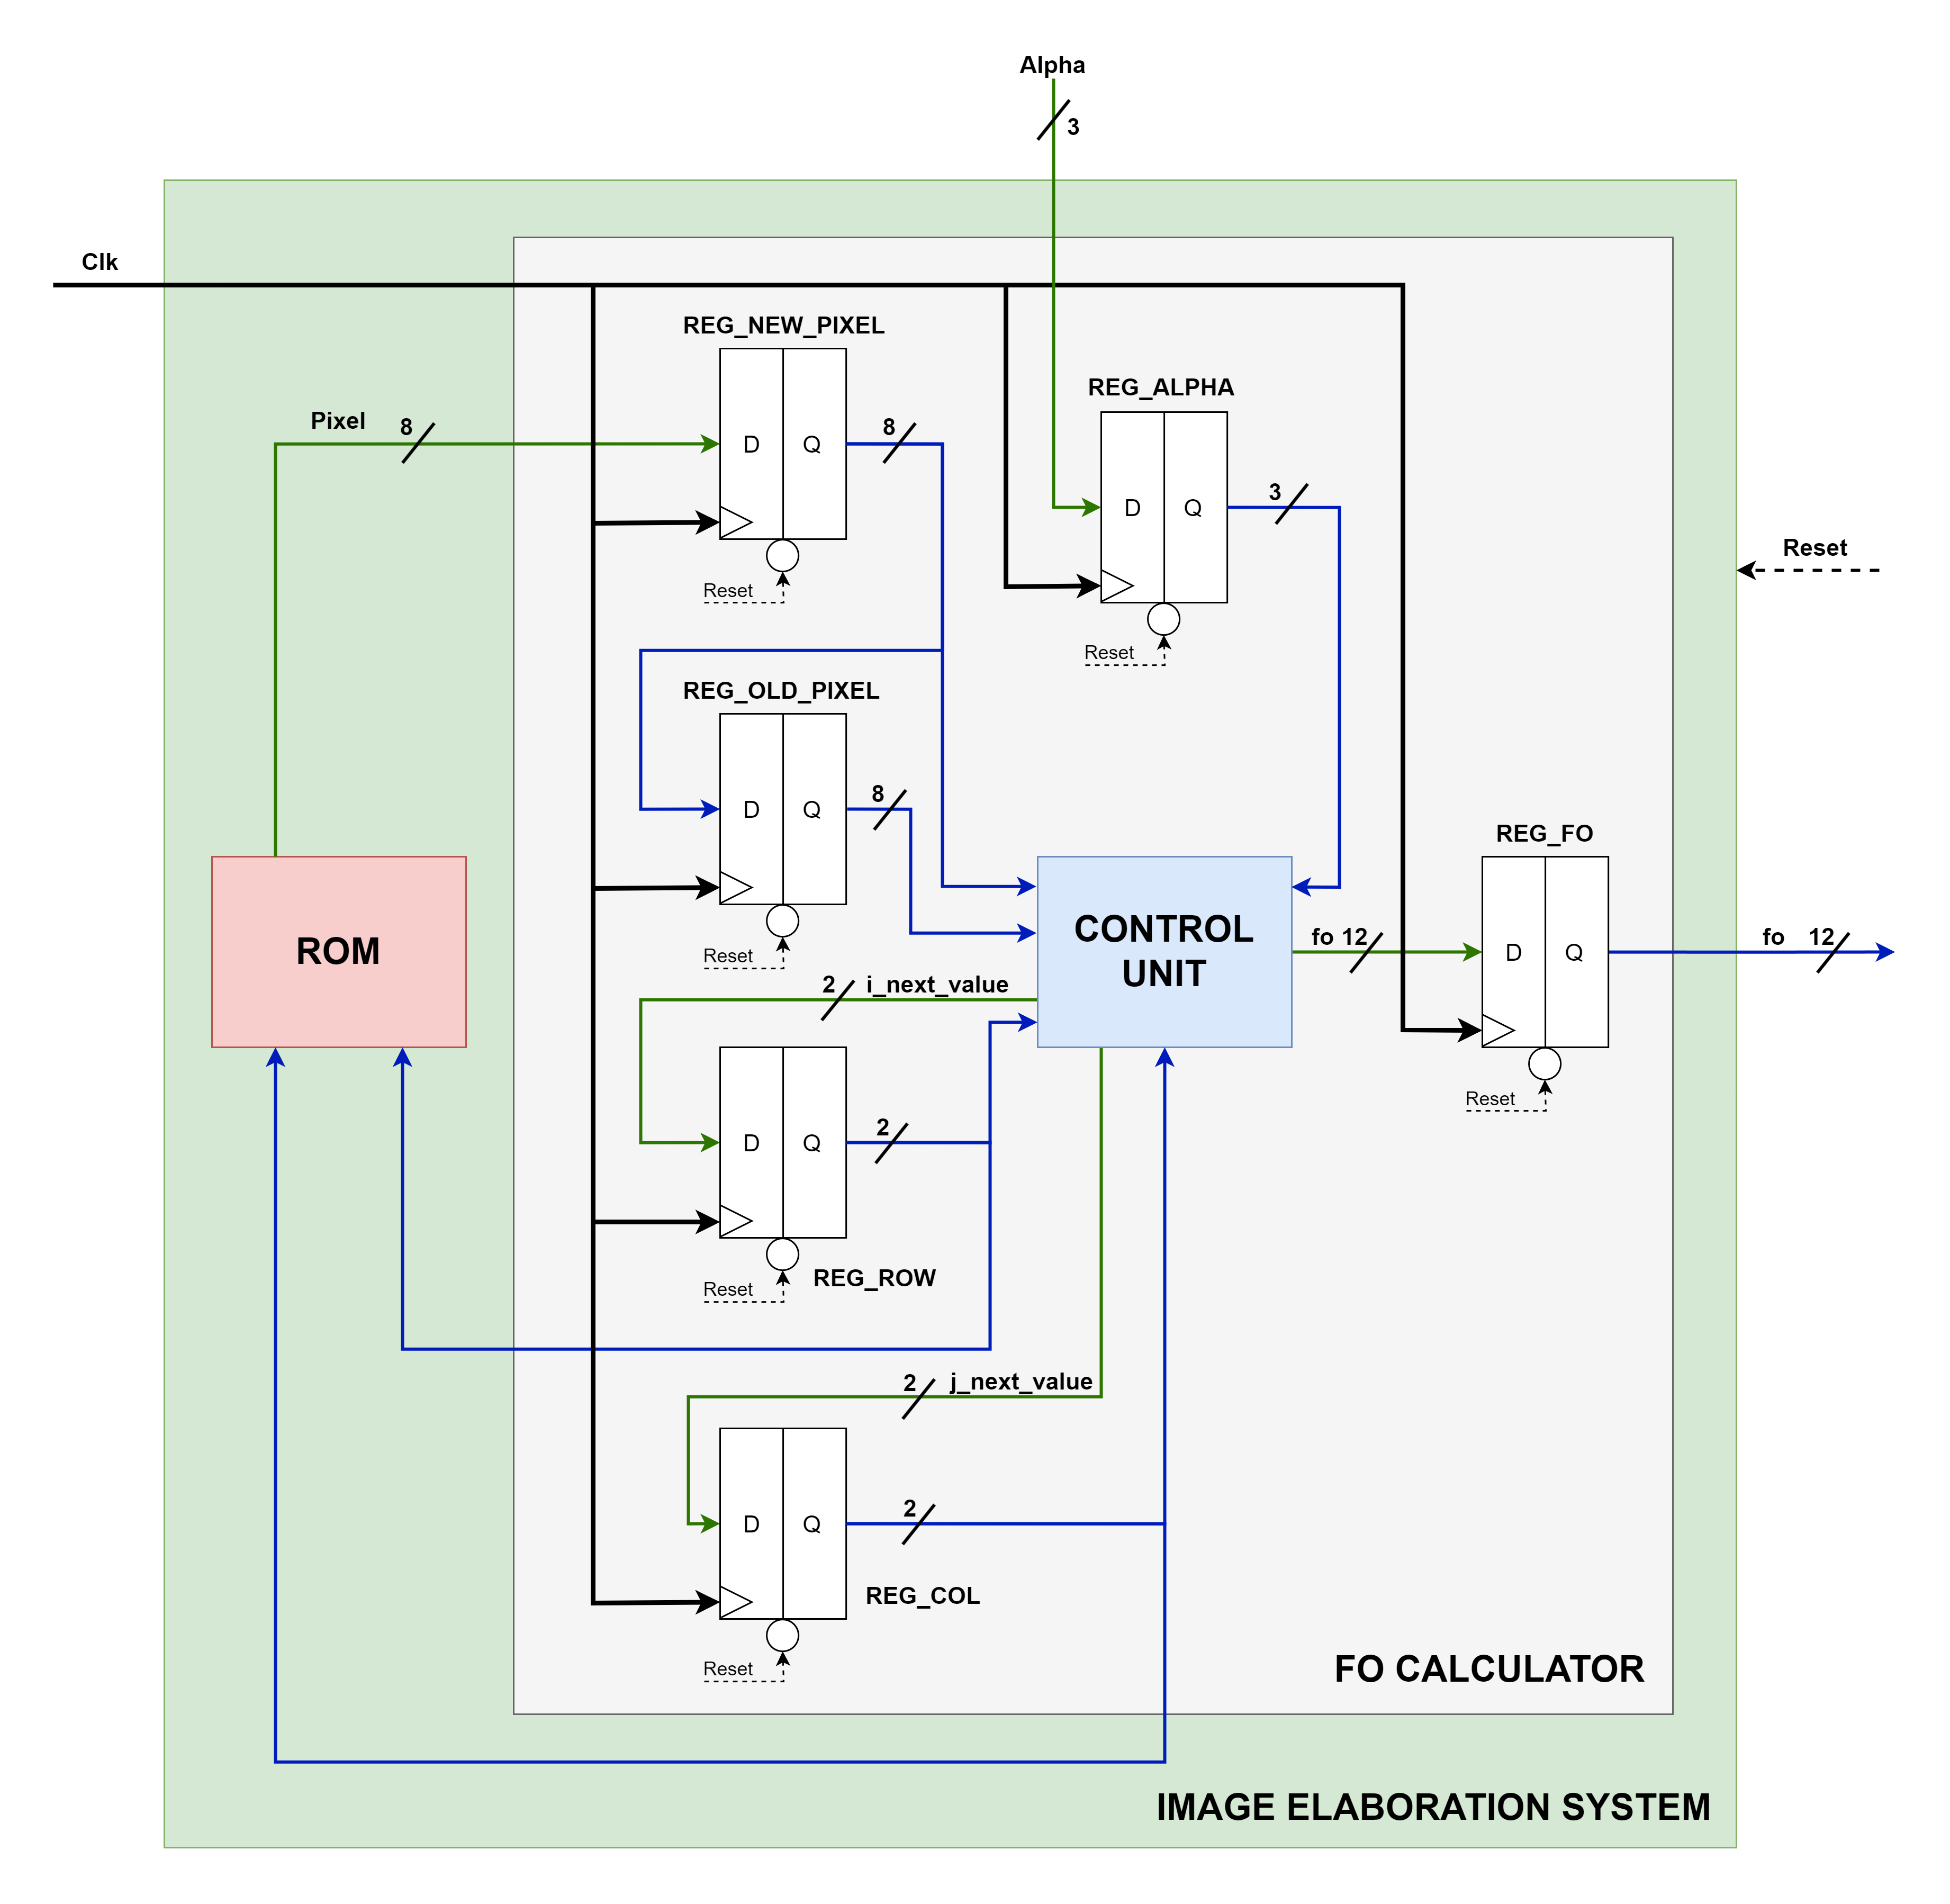 Alpha
3
Clk
REG_NEW_PIXEL
REG_ALPHA
Pixel 8
D Q
8
D Q
3
Reset
Reset
Reset
REG_OLD_PIXEL
D Q
8
REG_FO
ROM
CONTROL
UNIT
fo 12
D Q
fo 12
Reset
2 i_next_value
Reset
D Q
2
Reset
REG_ROW
2 j_next_value
D Q
2
REG_COL
Reset
FO CALCULATOR
IMAGE ELABORATION SYSTEM